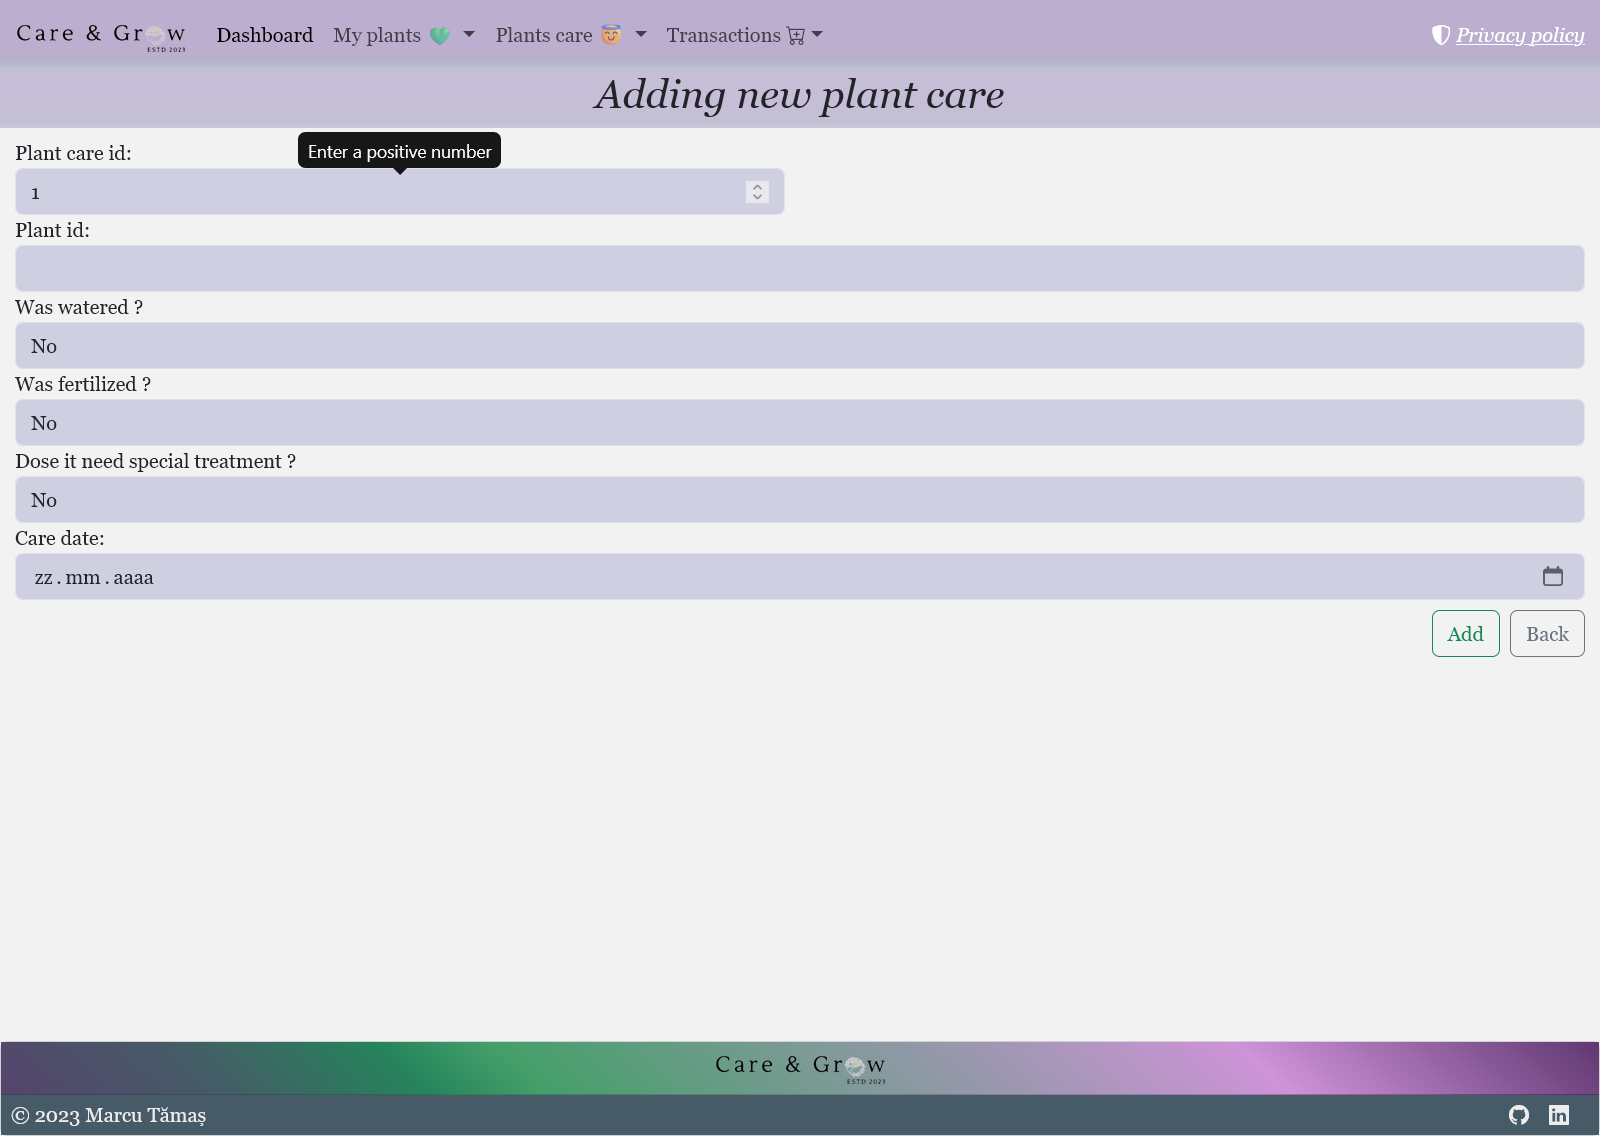 Care & Grow
ESTD 2023
Dashboard
My plants
Plants care
Transactions
Privacy policy
Adding new plant care
Plant care id:
Enter a positive number
1
Plant id:
Was watered ?
No
Was fertilized ?
No
Dose it need special treatment ?
No
Care date:
zz . mm . aaaa
Add
Back
Care & Grow
ESTD 2023
© 2023 Marcu Tămaș
in